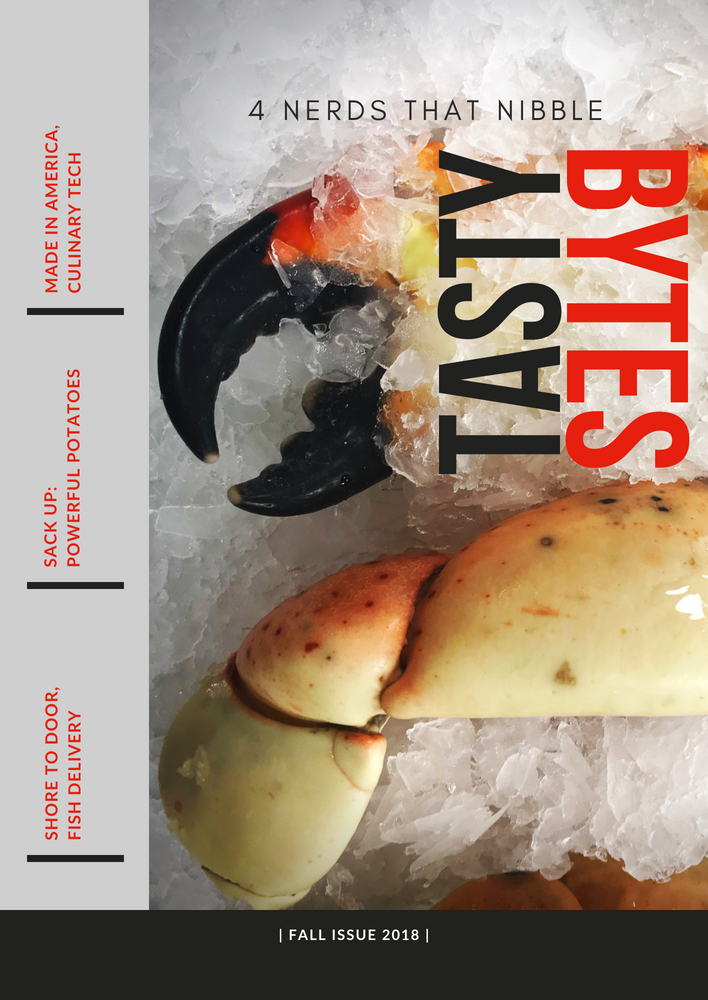 4 NERDS THAT NIBBLE
TASTY
BYTES
MADE IN AMERICA,
CULINARY TECH
SACK UP:
POWERFUL POTATOES
SHORE TO DOOR,
FISH DELIVERY
| FALL ISSUE 2018 |